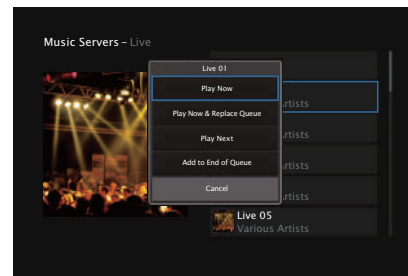 Music Servers – Live
Live 01
Play Now
Play Now & Replace Queue
Play Next
Add to End of Queue
Cancel
Artists
Artists
Artists
Artists
Live 05
Various Artists